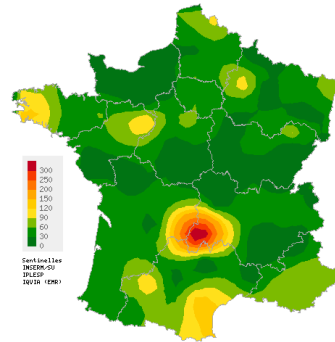 300
250
200
150
120
90
60
30
0
Sentinelles
INSERM/SU
IPLESP
IQVIA (EMR)